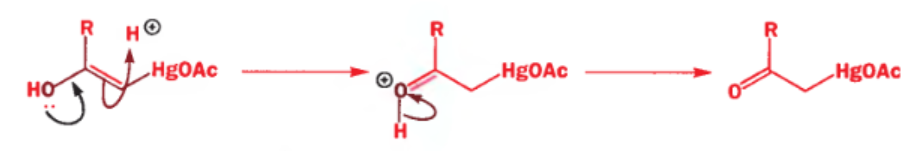 R H ⊕
HO HgOAc
R
⊕ O HgOAc
H
R
O HgOAc